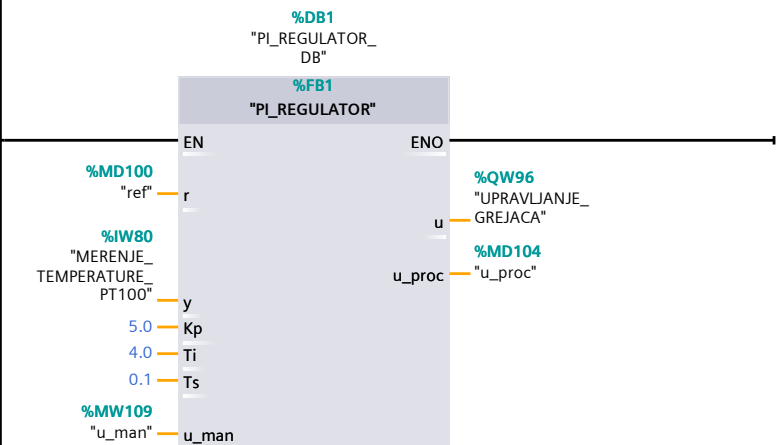 %DB1
"PI_REGULATOR_
DB"
%FB1
"PI_REGULATOR"
EN
ENO
%MD100
"ref"
r
%QW96
"UPRAVLJANJE_
GREJACA"
u
%IW80
"MERENJE_
TEMPERATURE_
PT100"
y
%MD104
"u_proc"
u_proc
5.0
Kp
4.0
Ti
0.1
Ts
%MW109
"u_man"
u_man